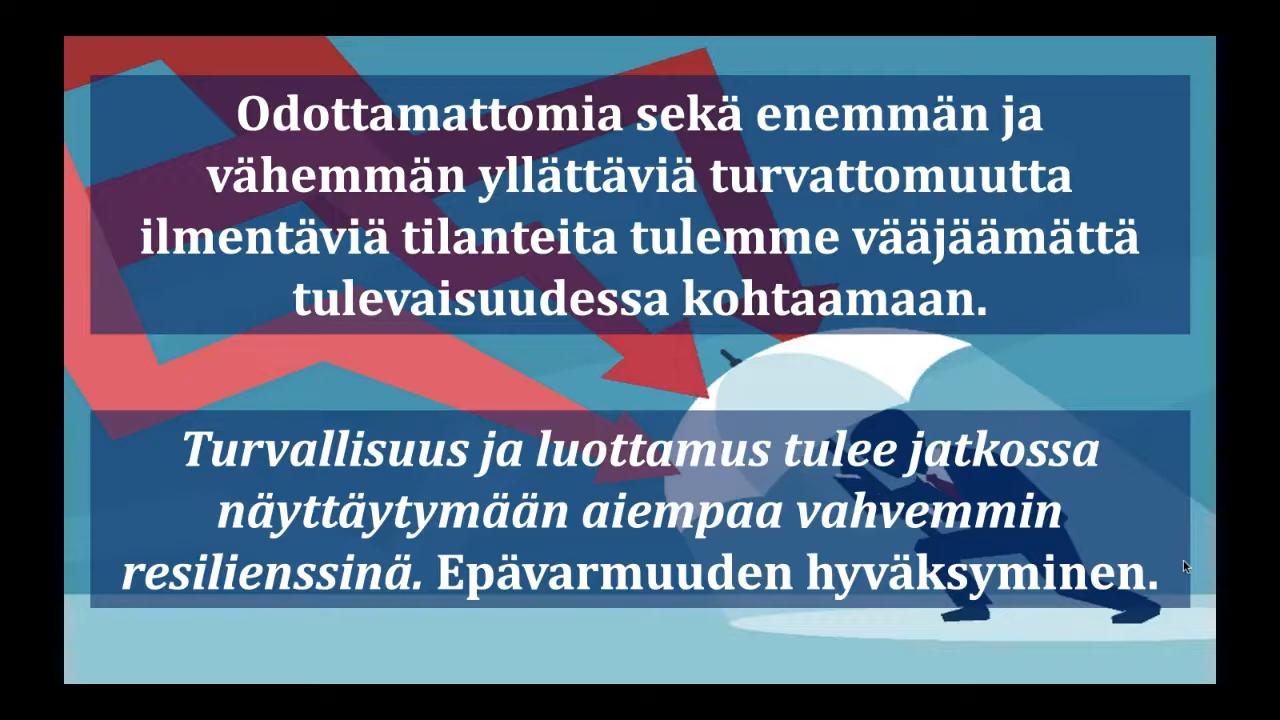 Odottamattomia sekä enemmän ja
vähemmän yllättäviä turvattomuutta
ilmentäviä tilanteita tulemme vääjäämättä
tulevaisuudessa kohtaamaan.
Turvallisuus ja luottamus tulee jatkossa
näyttäytymään aiempaa vahvemmin
resilienssinä. Epävarmuuden hyväksyminen.